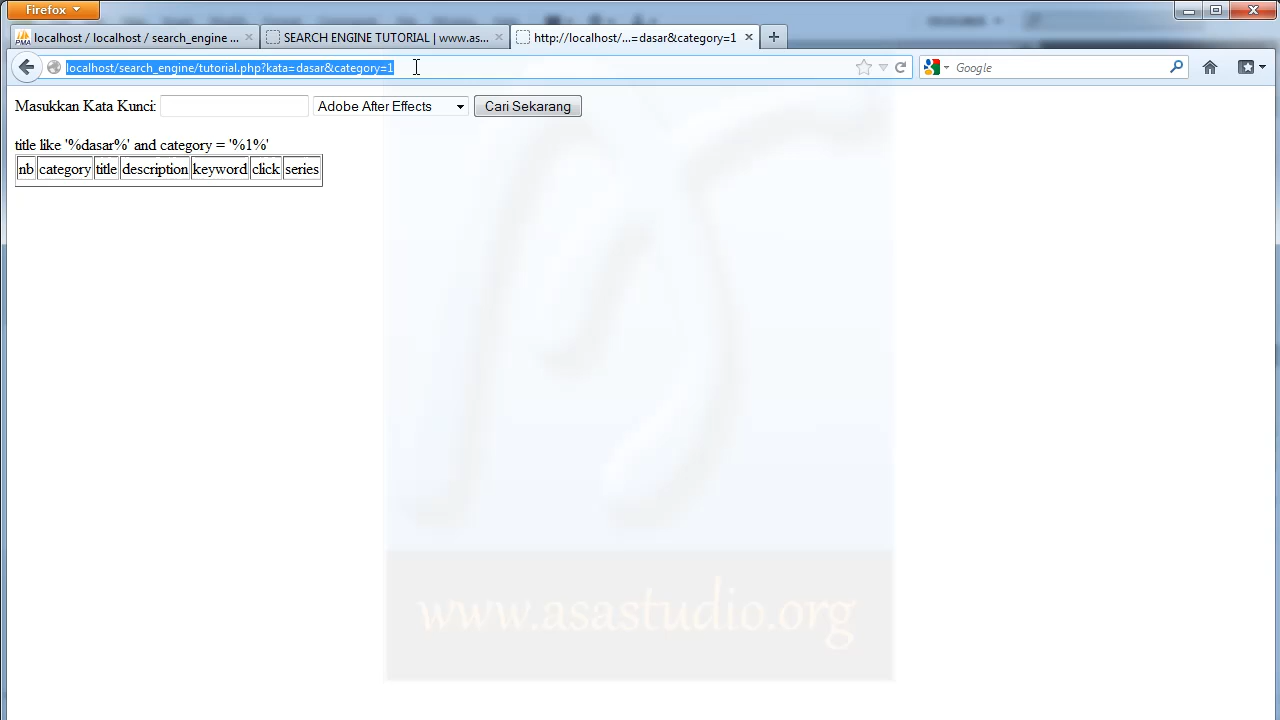 Firefox
localhost / localhost / search_engine ...
SEARCH ENGINE TUTORIAL | www.as...
http://localhost/...=dasar&category=1
localhost/search_engine/tutorial.php?kata=dasar&category=1
Google
Masukkan Kata Kunci:
Adobe After Effects
Cari Sekarang
title like '%dasar%' and category = '%1%'
nb category title description keyword click series
www.asastudio.org